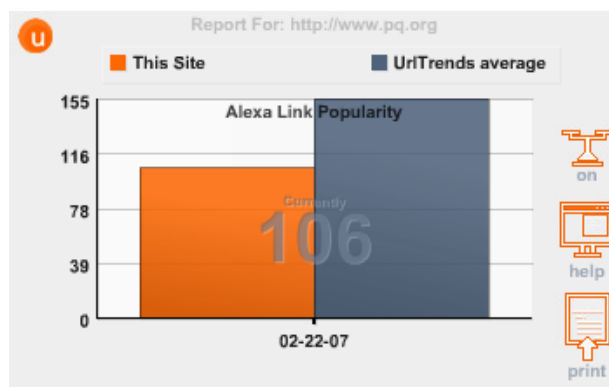 Report For: http://www.pq.org
u
This Site
UrlTrends average
Alexa Link Popularity
155
116
78
39
0
Currently
106
02-22-07
on
help
print